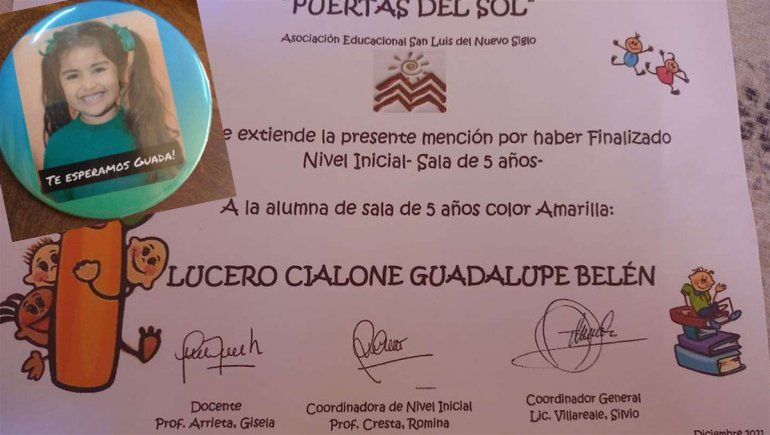 "PUERTAS DEL SOL"
Asociación Educacional San Luis del Nuevo Siglo
e extiende la presente mención por haber Finalizado
Nivel Inicial- Sala de 5 años-
A la alumna de sala de 5 años color Amarilla:
LUCERO CIALONE GUADALUPE BELÉN
Docente
Prof. Arrieta, Gisela
Coordinadora de Nivel Inicial
Prof. Cresta, Romina
Coordinador General
Lic. Villareale, Silvio
Diciembre 2021
TE ESPERAMOS GUADA!